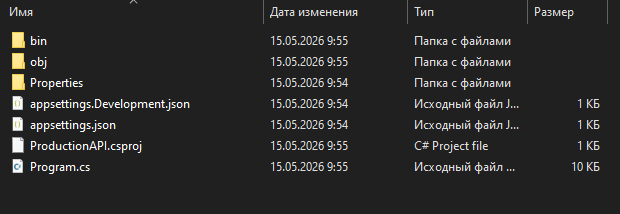 Имя Дата изменения Тип Размер
bin 15.05.2026 9:55 Папка с файлами
obj 15.05.2026 9:55 Папка с файлами
Properties 15.05.2026 9:54 Папка с файлами
appsettings.Development.json 15.05.2026 9:54 Исходный файл J... 1 КБ
appsettings.json 15.05.2026 9:54 Исходный файл J... 1 КБ
ProductionAPI.csproj 15.05.2026 9:55 C# Project file 1 КБ
Program.cs 15.05.2026 9:55 Исходный файл ... 10 КБ